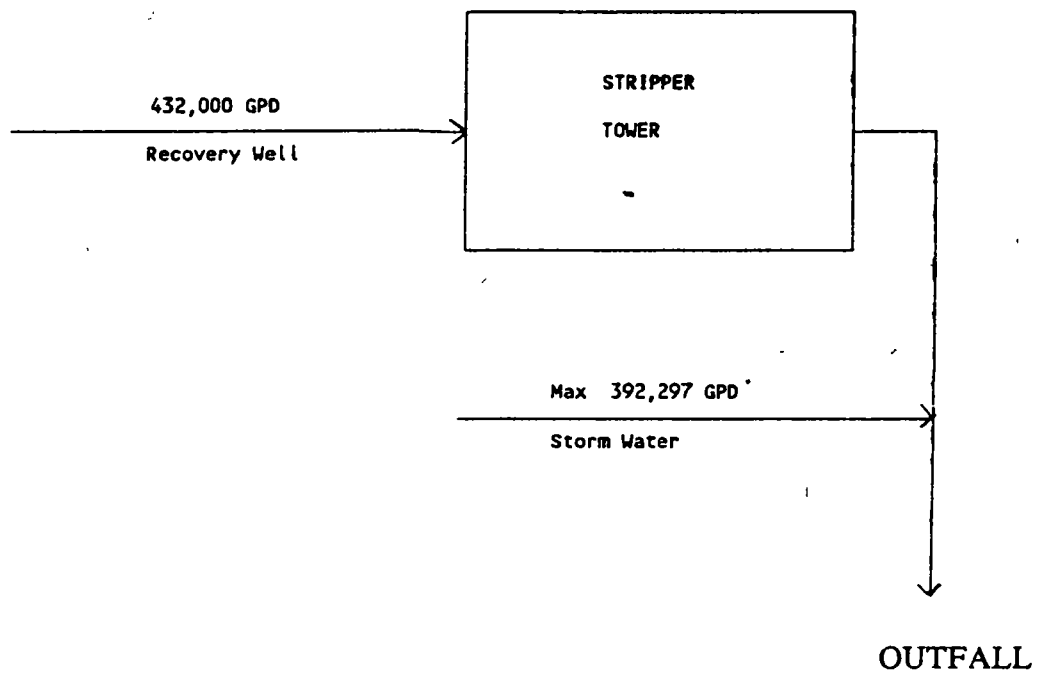 STRIPPER
TOWER
432,000 GPD
Recovery Well
Max 392,297 GPD
Storm Water
OUTFALL